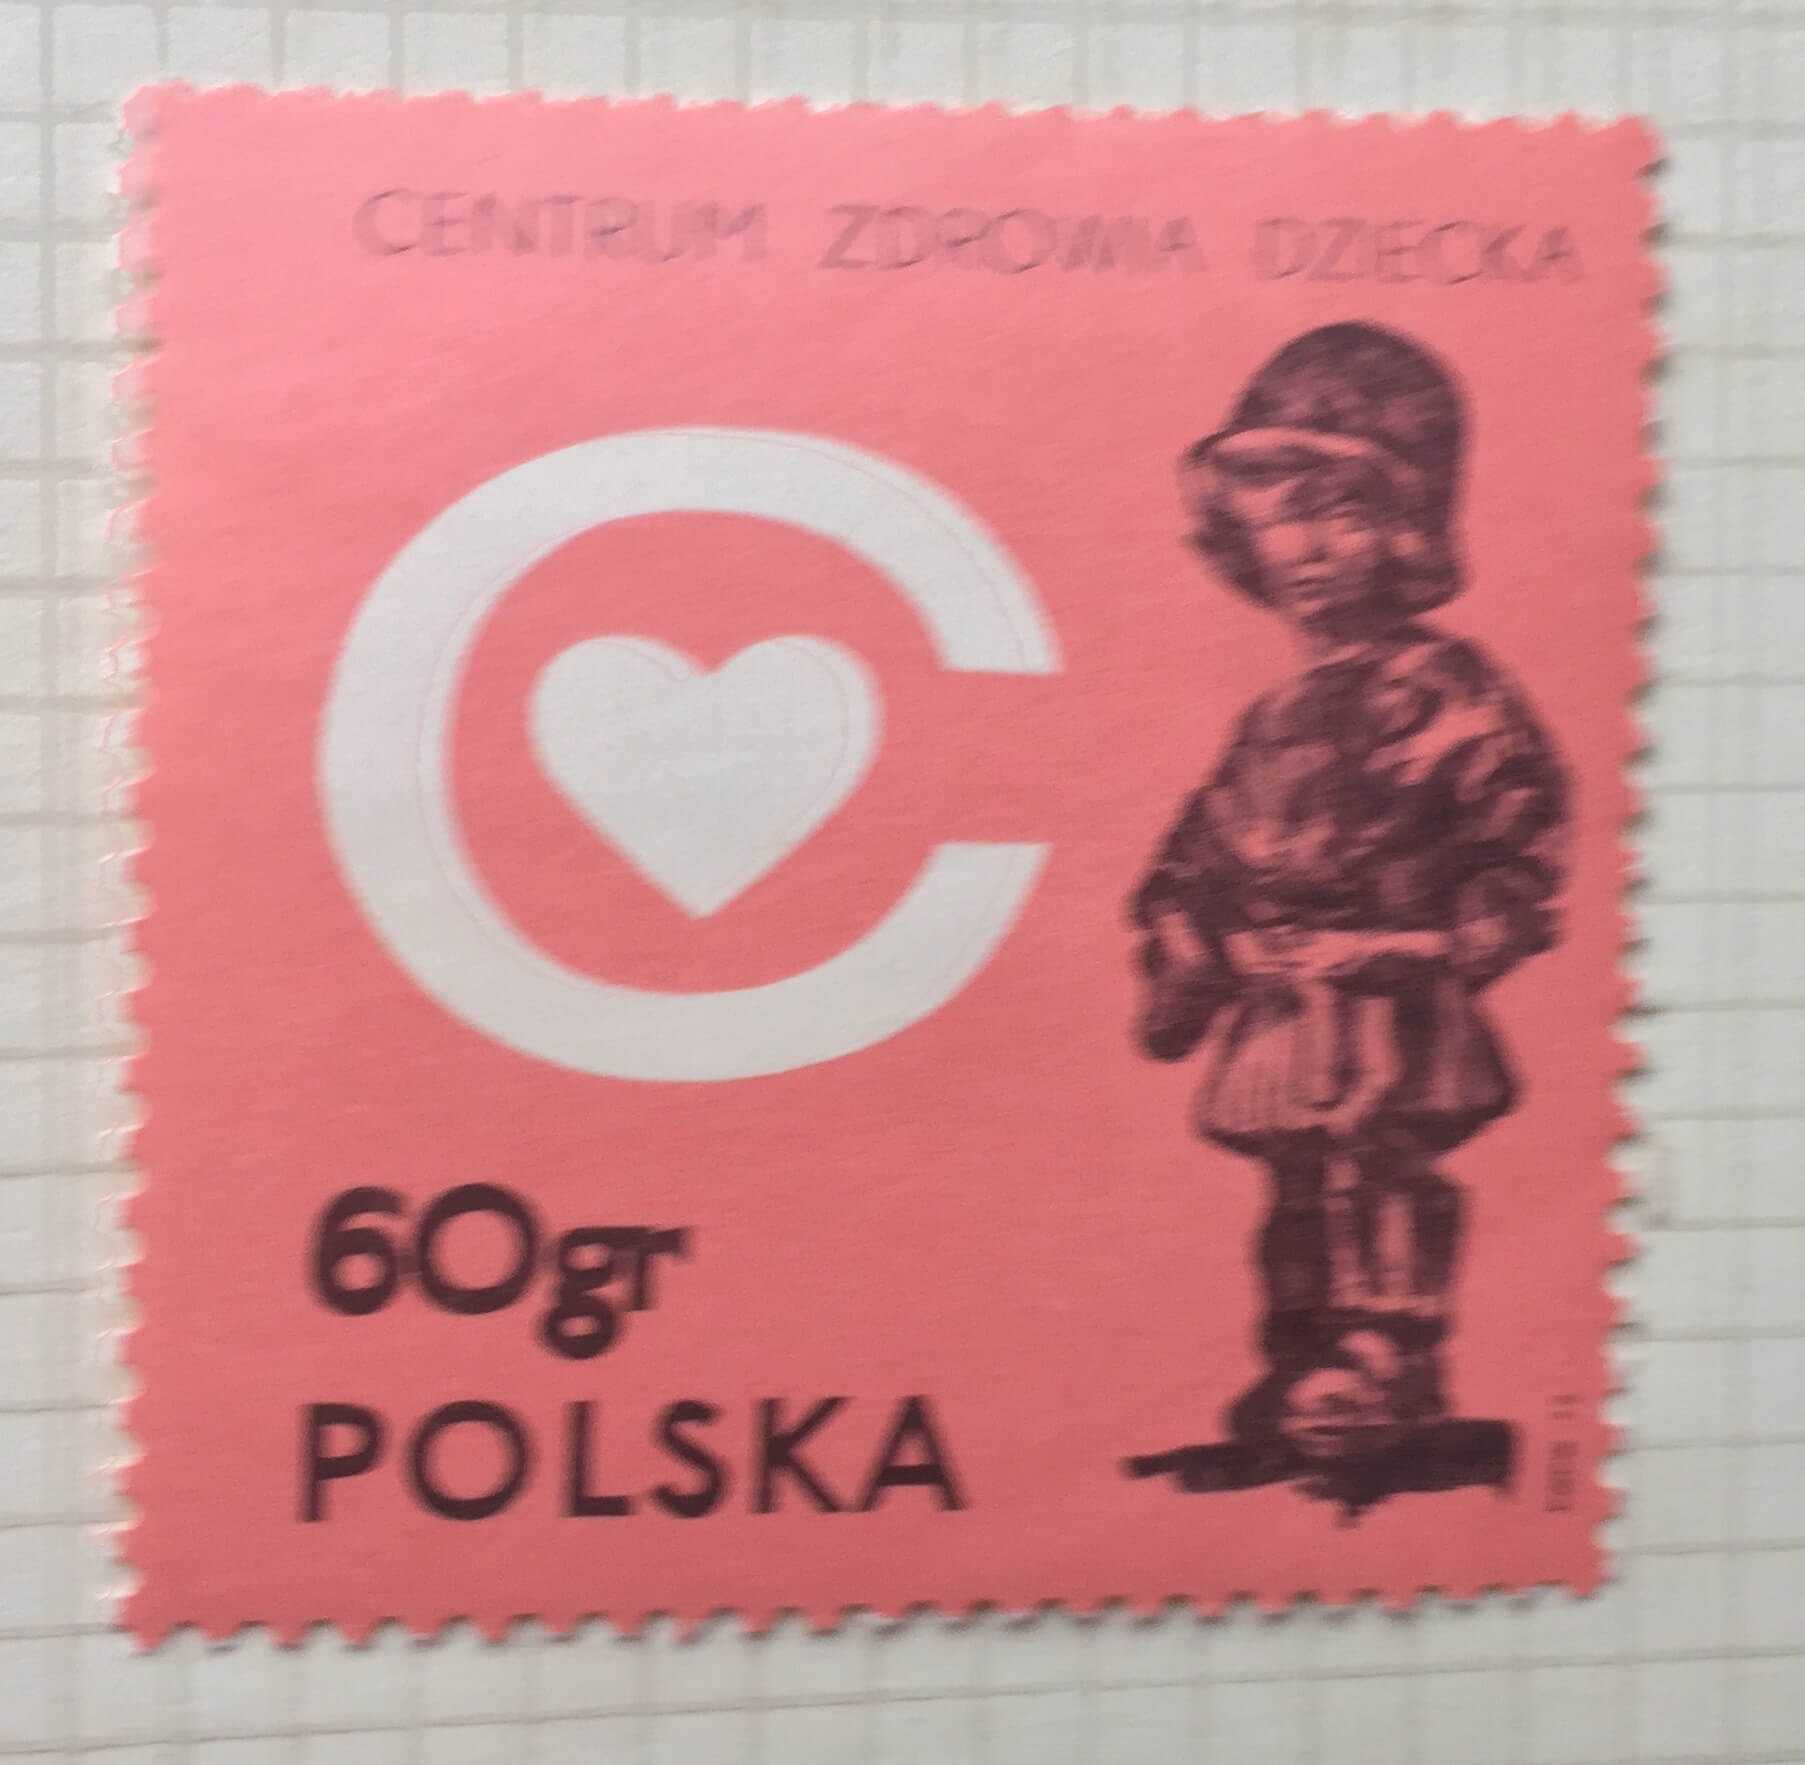 CENTRUM ZDROWIA DZIECKA
60gr
POLSKA